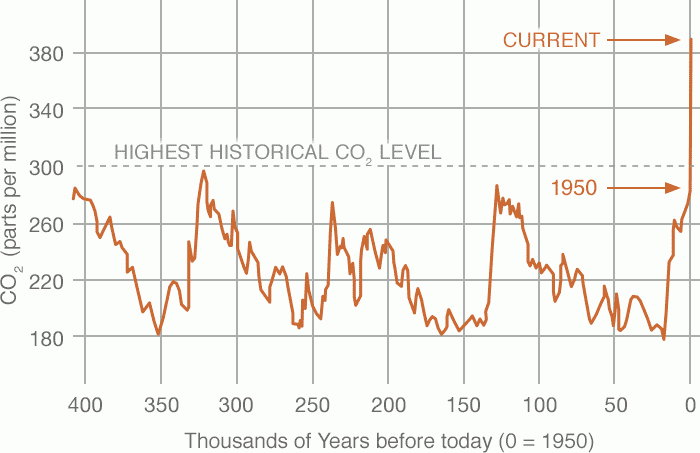 CURRENT
380
340
HIGHEST HISTORICAL CO₂ LEVEL
300
1950
260
220
180
CO₂ (parts per million)
400 350 300 250 200 150 100 50 0
Thousands of Years before today (0 = 1950)